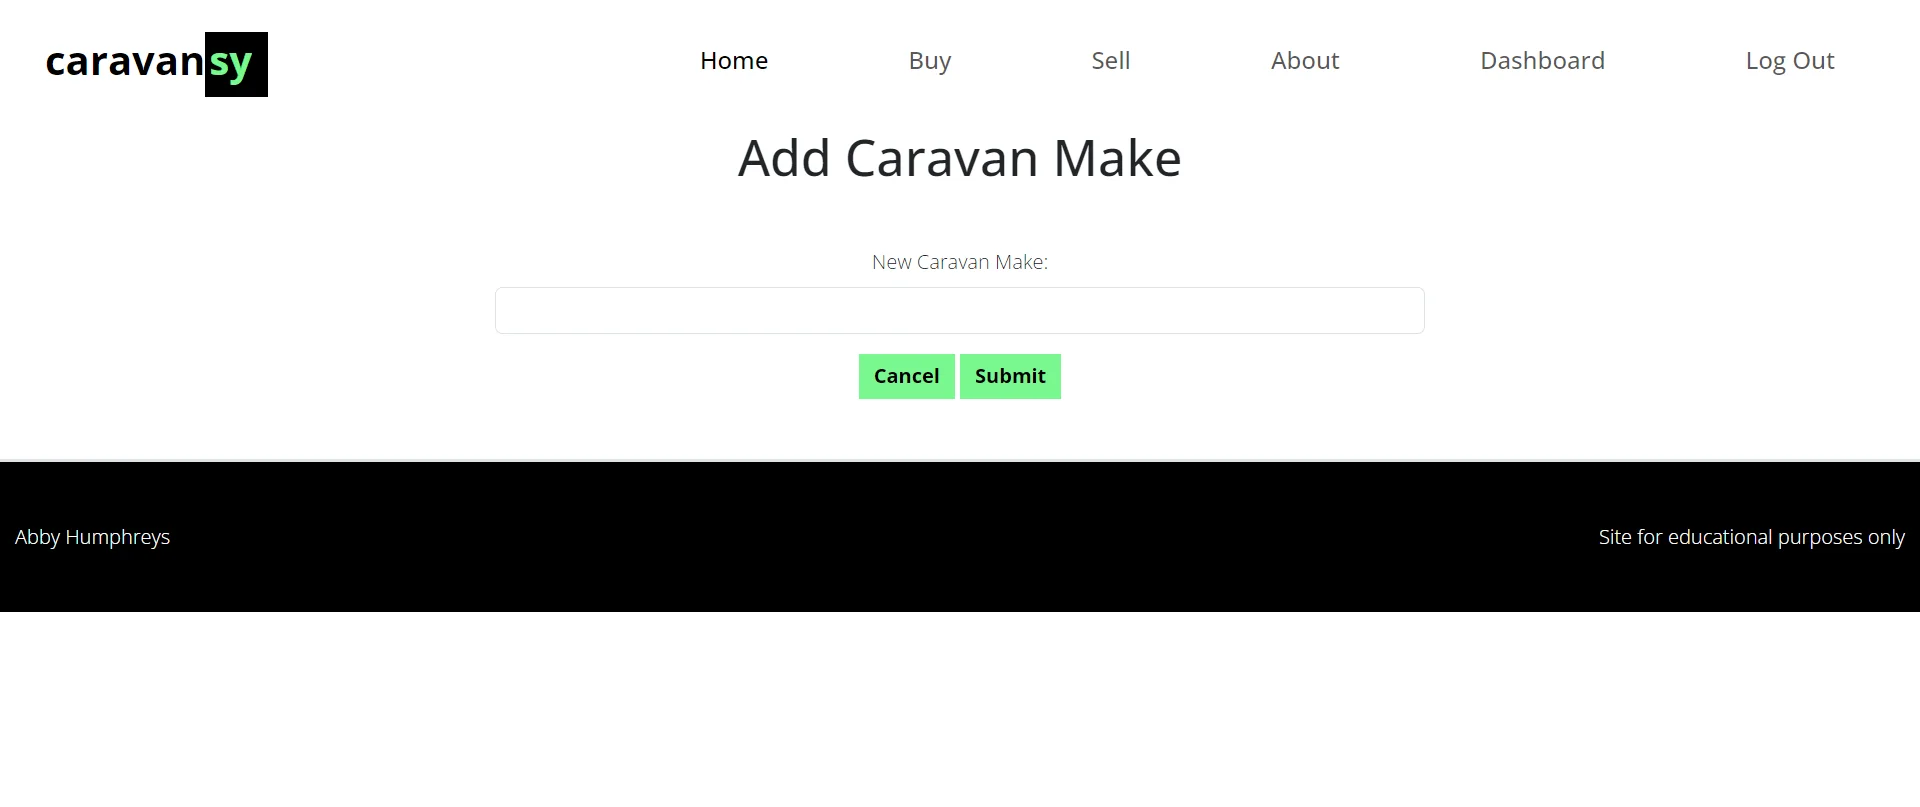 caravansy Home Buy Sell About Dashboard Log Out
Add Caravan Make
New Caravan Make:
Cancel Submit
Abby Humphreys Site for educational purposes only